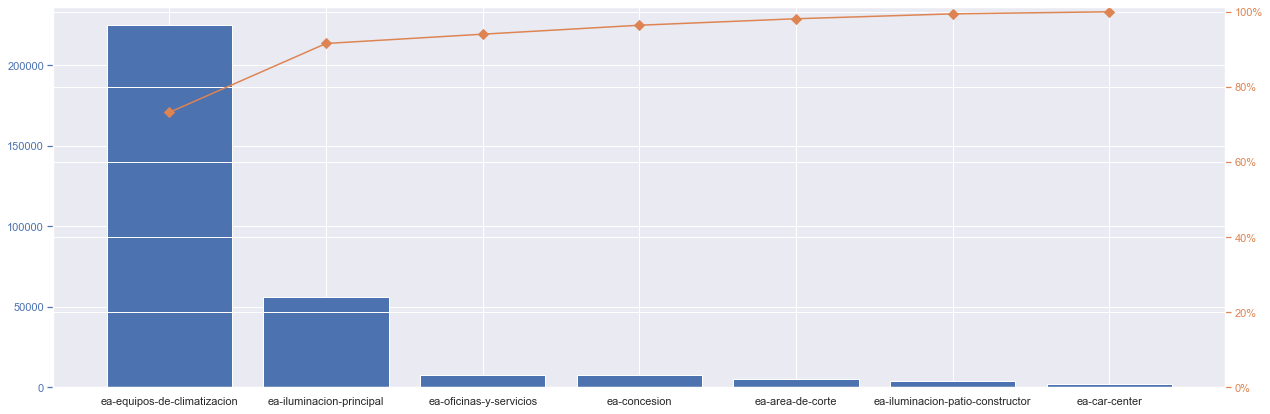 200000
150000
100000
50000
0
100%
80%
60%
40%
20%
0%
ea-equipos-de-climatizacion
ea-iluminacion-principal
ea-oficinas-y-servicios
ea-concesion
ea-area-de-corte
ea-iluminacion-patio-constructor
ea-car-center